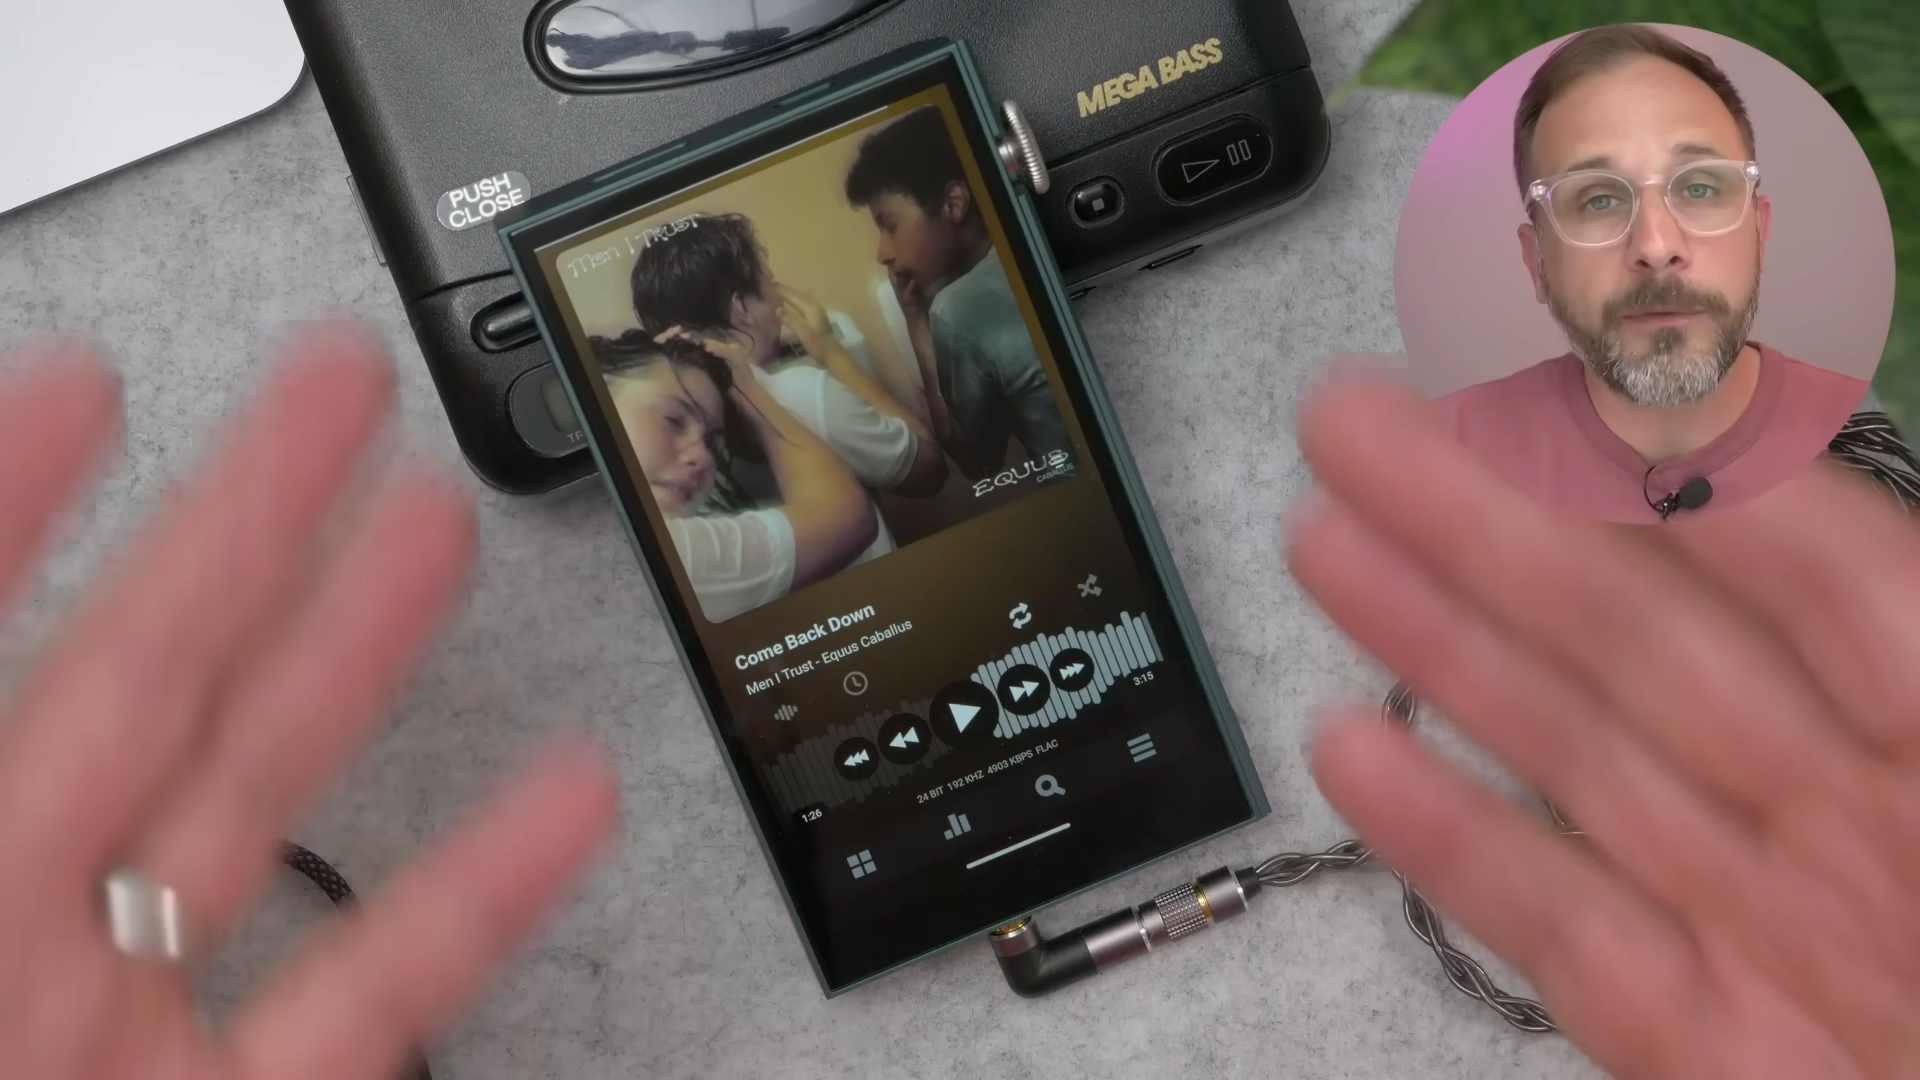 MEGA BASS
PUSH
CLOSE
Men I Trust
EQUUS
CABALLUS
Come Back Down
Men I Trust - Equus Caballus
3:15
1:26
24 BIT 192 KHZ 4903 KBPS FLAC